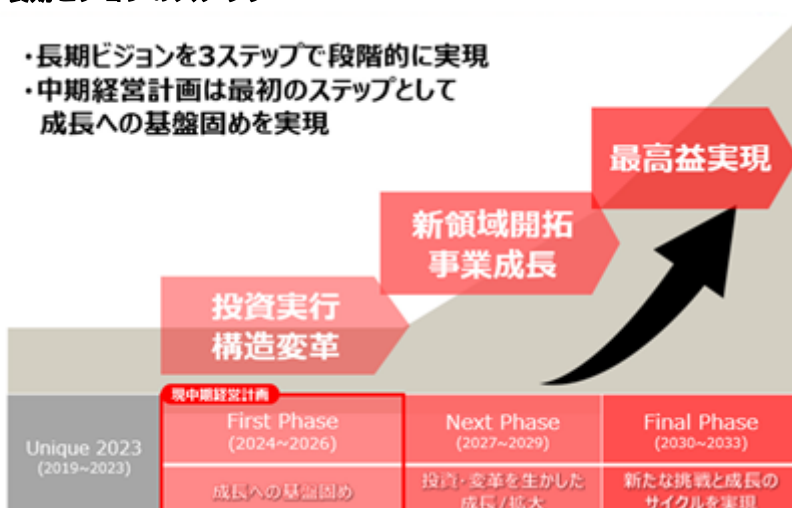 ・長期ビジョンを3ステップで段階的に実現
・中期経営計画は最初のステップとして
成長への基盤固めを実現
最高益実現
新領域開拓
事業成長
投資実行
構造変革
現中期経営計画
Unique 2023
(2019~2023)
First Phase
(2024~2026)
成長への基盤固め
Next Phase
(2027~2029)
投資・変革を生かした
成長/拡大
Final Phase
(2030~2033)
新たな挑戦と成長の
サイクルを実現